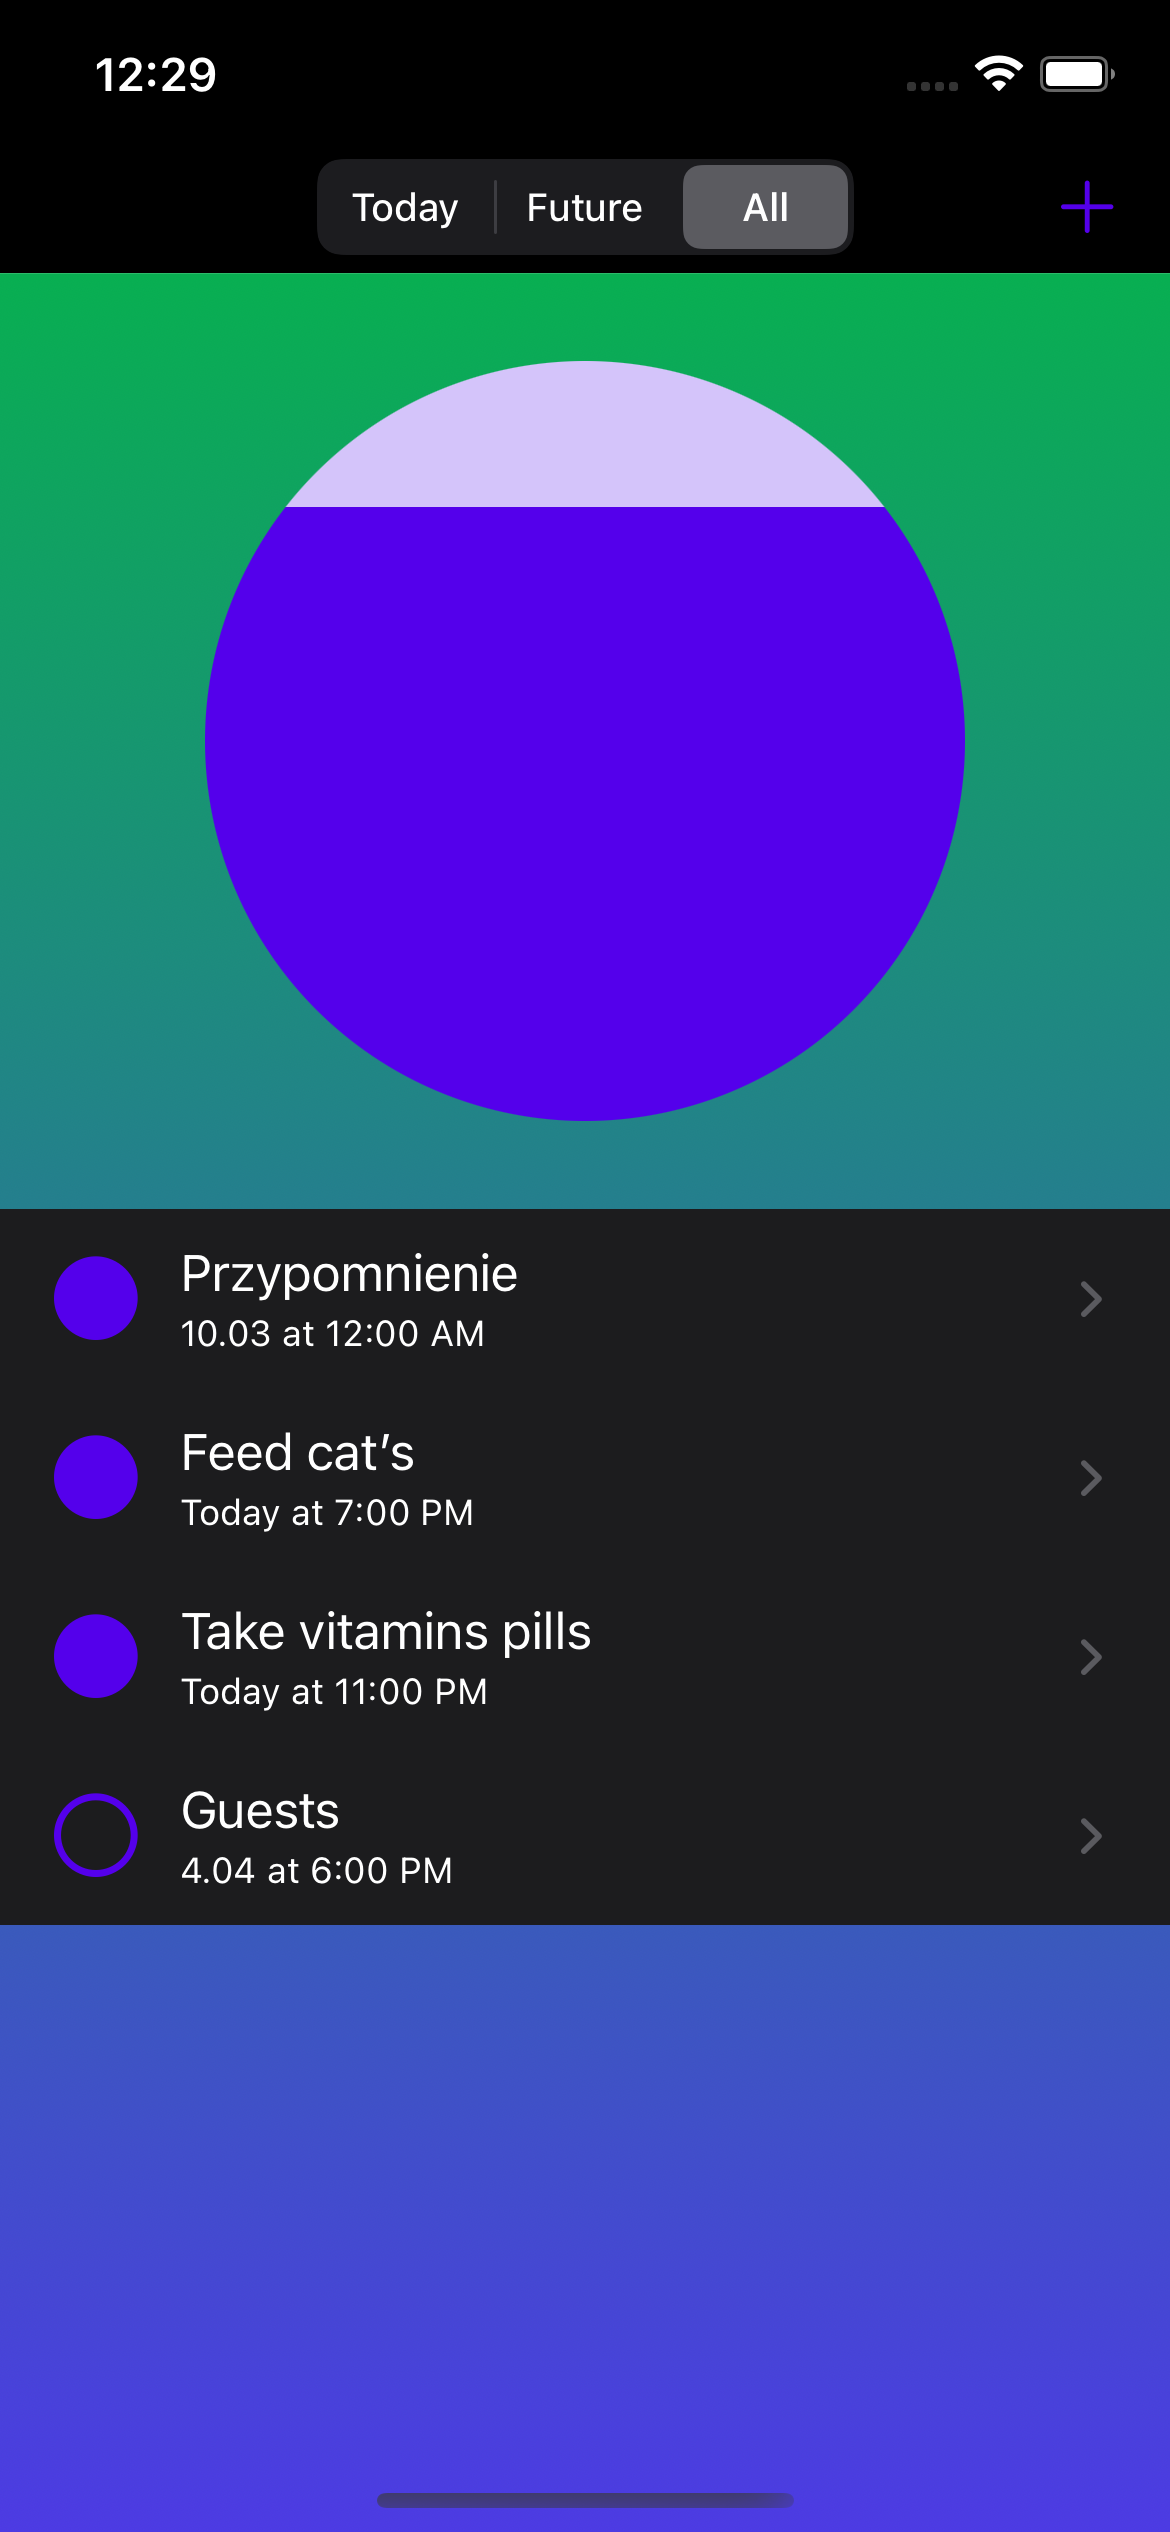 12:29
Today Future All
Przypomnienie
10.03 at 12:00 AM
Feed cat’s
Today at 7:00 PM
Take vitamins pills
Today at 11:00 PM
Guests
4.04 at 6:00 PM